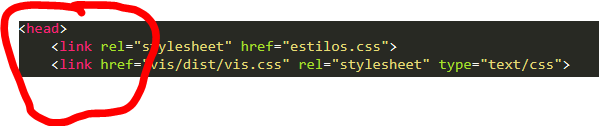 <head>
<link rel="stylesheet" href="estilos.css">
<link href="vis/dist/vis.css" rel="stylesheet" type="text/css">